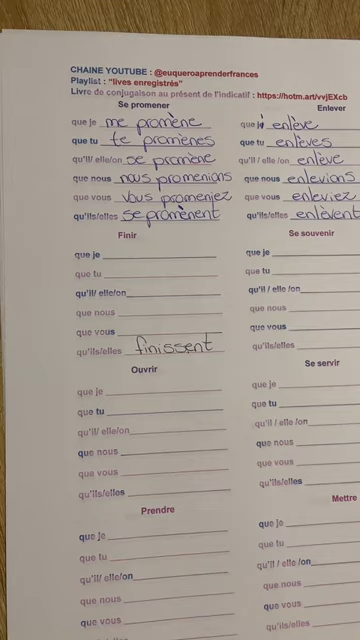 CHAINE YOUTUBE : @euqueroaprenderfrances
Playlist : "lives enregistrés"
Livre de conjugaison au présent de l'indicatif : https://hotm.art/vvjEXcb
Se promener
que je me promène
que tu te promènes
qu'il/ elle/on se promène
que nous nous promenions
que vous vous promeniez
qu'ils/elles se promènent
Enlever
que j' enlève
que tu enlèves
qu'il / elle /on enlève
que nous enlevions
que vous enleviez
qu'ils/elles enlèvent
Finir
que je
que tu
qu'il/ elle/on
que nous
que vous
qu'ils/elles finissent
Se souvenir
que je
que tu
qu'il / elle /on
que nous
que vous
qu'ils/elles
Ouvrir
que je
que tu
qu'il/ elle/on
que nous
que vous
qu'ils/elles
Se servir
que je
que tu
qu'il / elle /on
que nous
que vous
qu'ils/elles
Prendre
que je
que tu
qu'il/ elle/on
que nous
que vous
Mettre
que je
que tu
qu'il / elle /on
que nous
que vous
qu'ils/elles